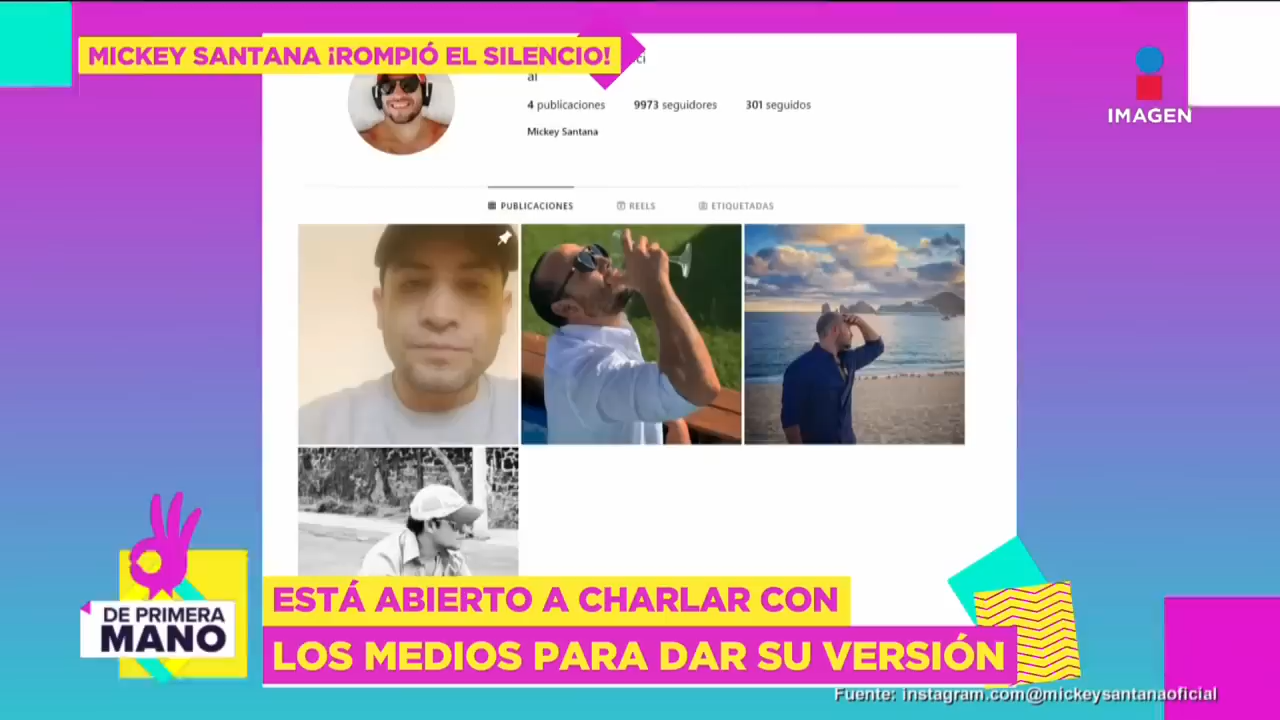 MICKEY SANTANA ¡ROMPIÓ EL SILENCIO!
IMAGEN
4 publicaciones 9973 seguidores 301 seguidos
Mickey Santana
PUBLICACIONES REELS ETIQUETADAS
DE PRIMERA
MANO
ESTÁ ABIERTO A CHARLAR CON
LOS MEDIOS PARA DAR SU VERSIÓN
Fuente: instagram.com@mickeysantanaoficial